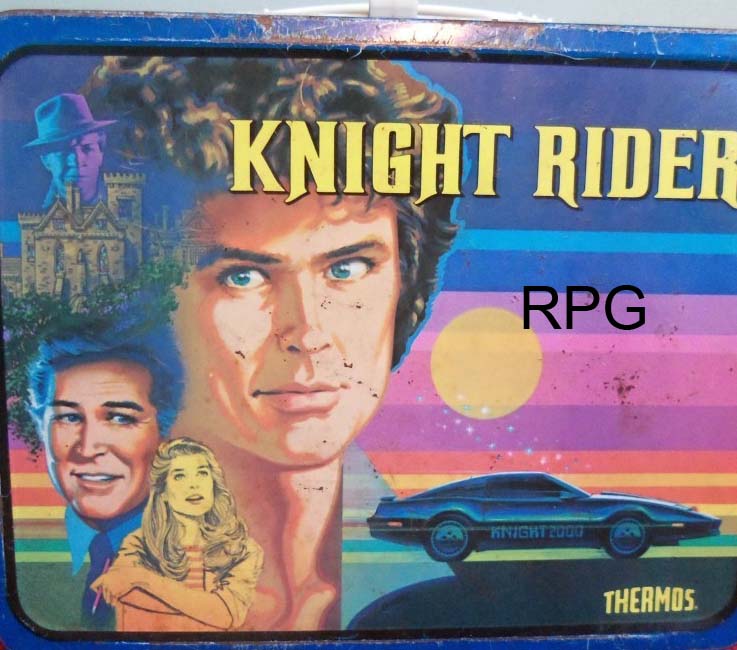 KNIGHT RIDER
RPG
KNIGHT 2000
THERMOS